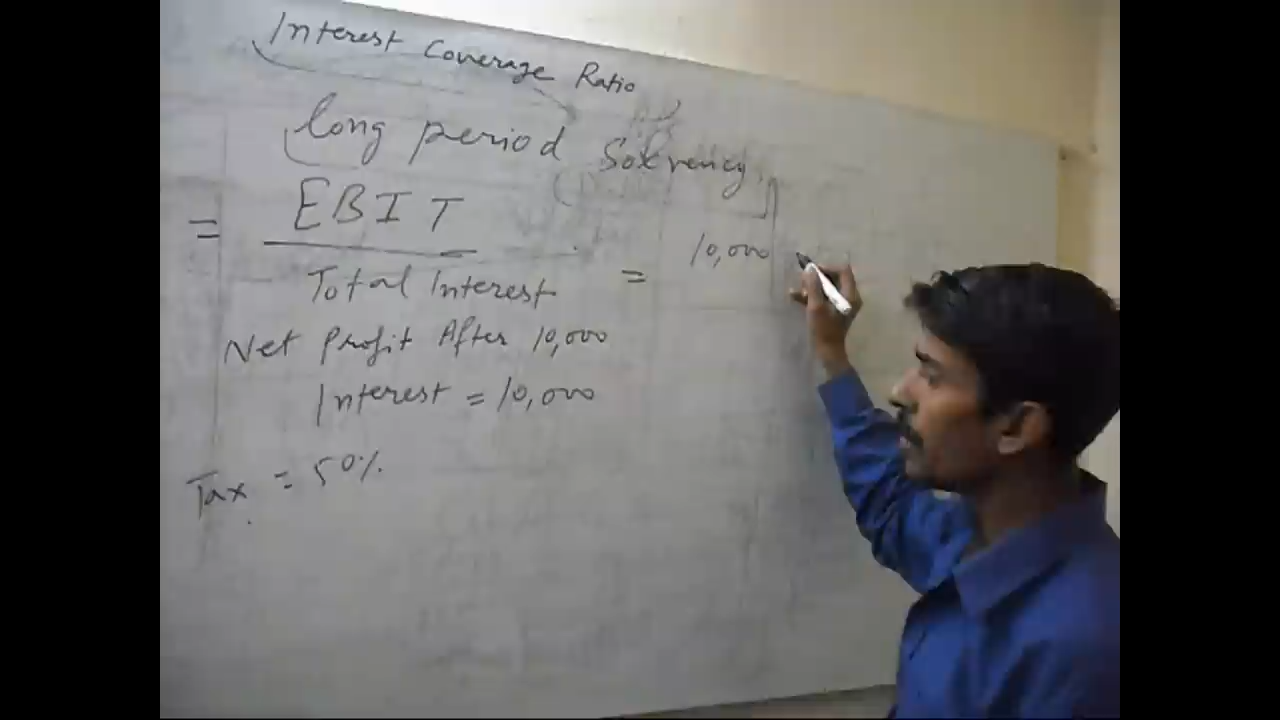 Interest Coverage Ratio
long period Solvency
= EBIT
Total Interest = 10,000
Net Profit After 10,000
Interest = 10,000
Tax = 50%